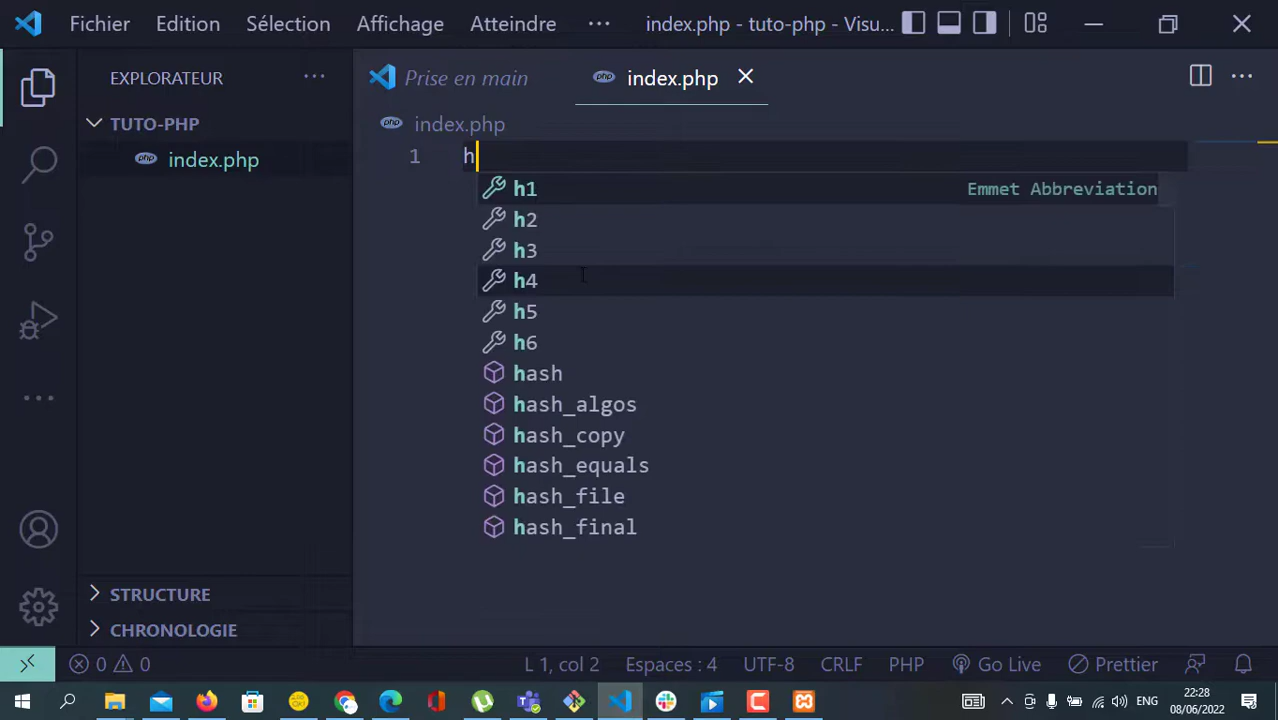 Fichier Edition Sélection Affichage Atteindre ··· index.php - tuto-php - Visu...
EXPLORATEUR ···
Prise en main index.php
TUTO-PHP
index.php
index.php
1 h
h1 Emmet Abbreviation
h2
h3
h4
h5
h6
hash
hash_algos
hash_copy
hash_equals
hash_file
hash_final
STRUCTURE
CHRONOLOGIE
0 0 L 1, col 2 Espaces : 4 UTF-8 CRLF PHP Go Live Prettier
ENG 22:28
08/06/2022